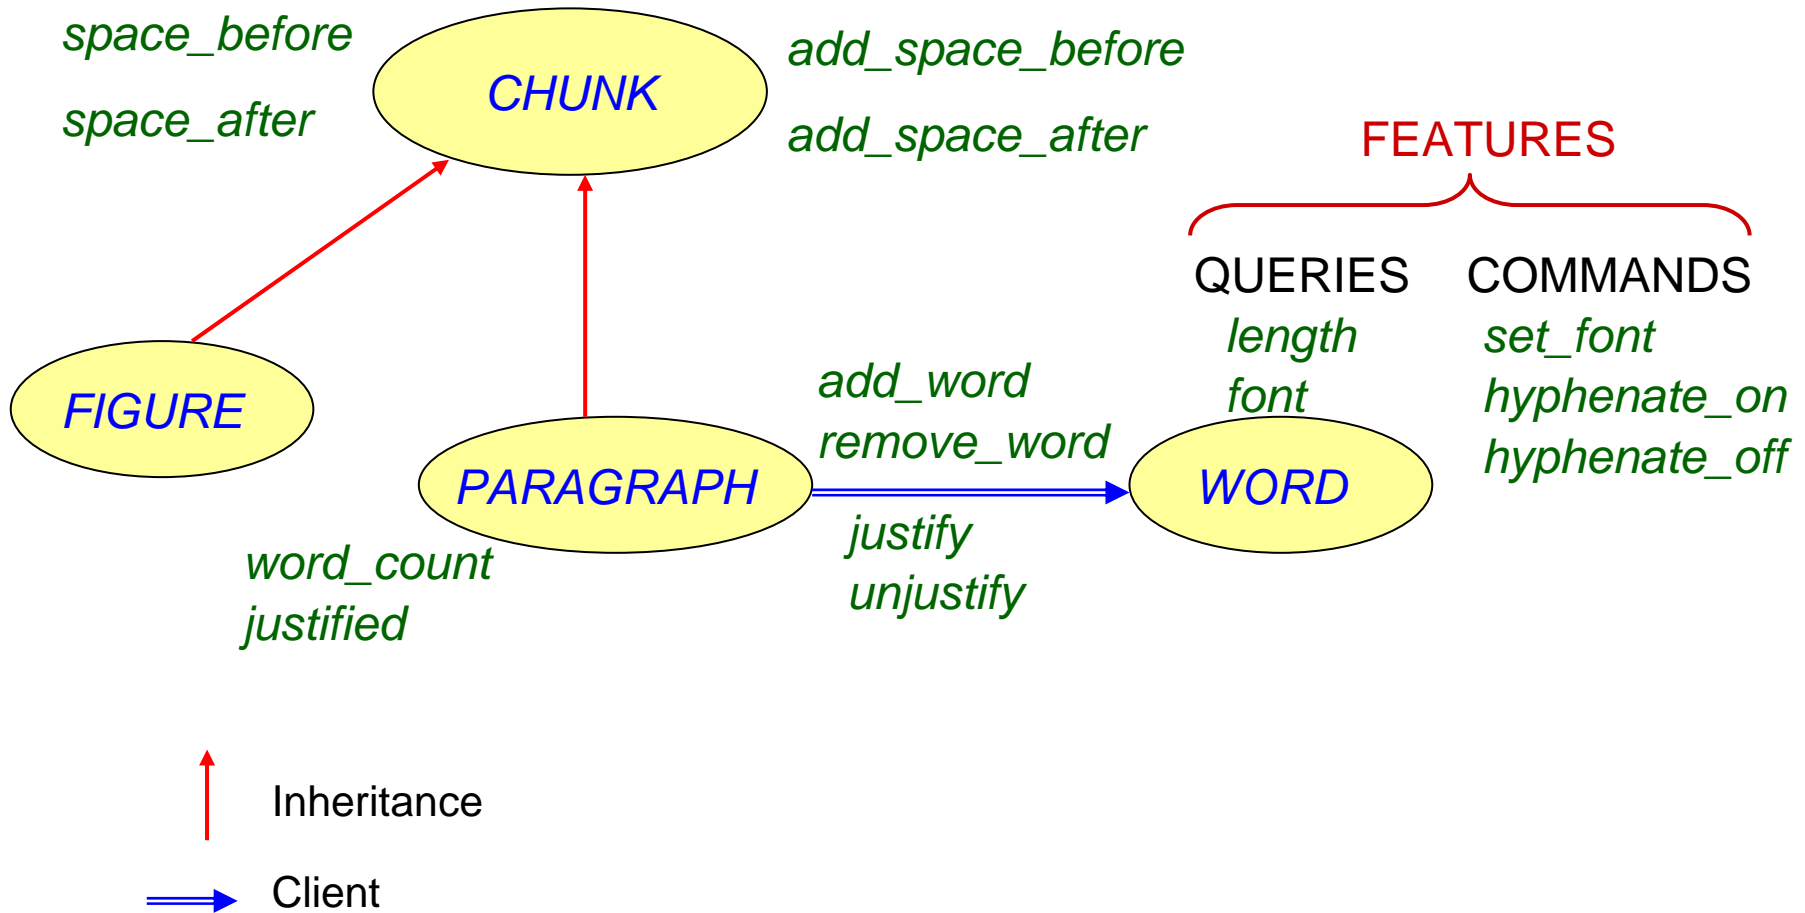 space_before
space_after
CHUNK
add_space_before
add_space_after
FEATURES
QUERIES
COMMANDS
length
font
set_font
hyphenate_on
hyphenate_off
FIGURE
PARAGRAPH
add_word
remove_word
WORD
justify
unjustify
word_count
justified
Inheritance
Client